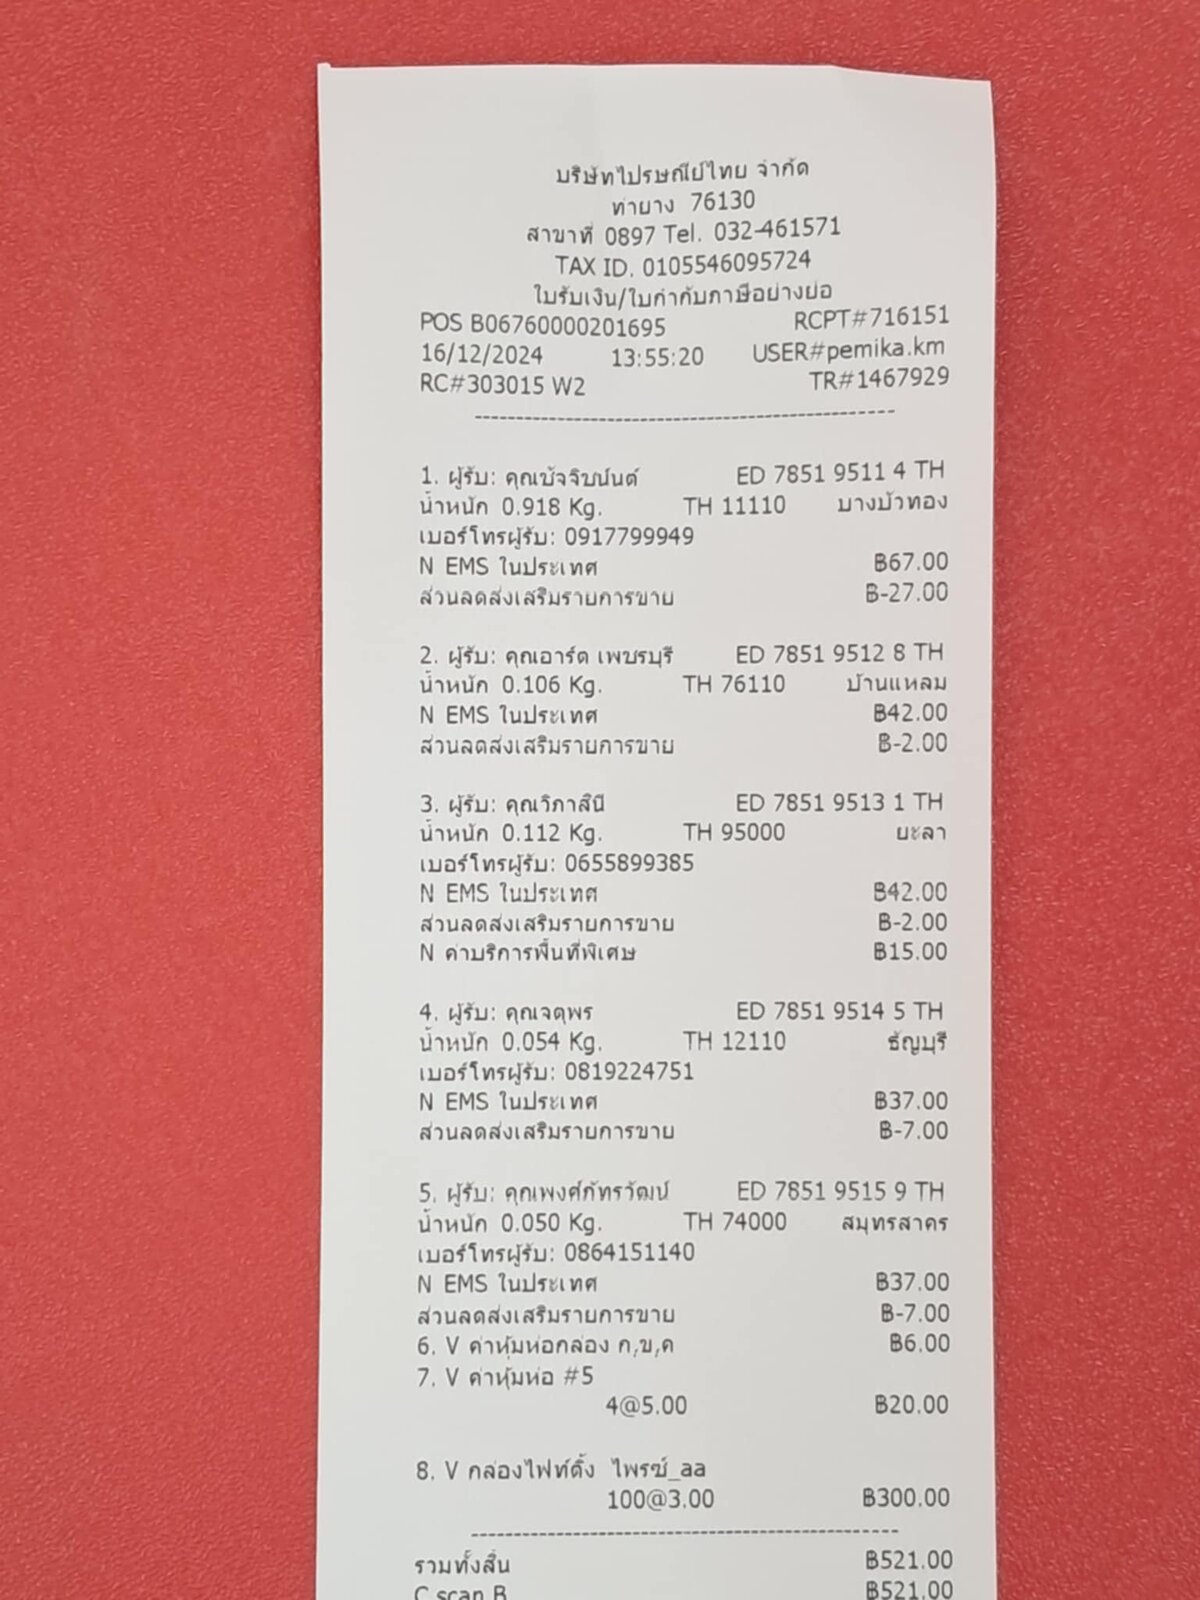 บริษัทไปรษณีย์ไทย จำกัด
ท่ายาง 76130
สาขาที่ 0897 Tel. 032-461571
TAX ID. 0105546095724
ใบรับเงิน/ใบกำกับภาษีอย่างย่อ
POS B06760000201695 RCPT#716151
16/12/2024 13:55:20 USER#pemika.km
RC#303015 W2 TR#1467929
1. ผู้รับ: คุณบัจจิบนันต์ ED 7851 9511 4 TH
น้ำหนัก 0.918 Kg. TH 11110 บางบัวทอง
เบอร์โทรผู้รับ: 0917799949
N EMS ในประเทศ ฿67.00
ส่วนลดส่งเสริมรายการขาย ฿-27.00
2. ผู้รับ: คุณอาร์ต เพชรบุรี ED 7851 9512 8 TH
น้ำหนัก 0.106 Kg. TH 76110 บ้านแหลม
N EMS ในประเทศ ฿42.00
ส่วนลดส่งเสริมรายการขาย ฿-2.00
3. ผู้รับ: คุณวิภาสินี ED 7851 9513 1 TH
น้ำหนัก 0.112 Kg. TH 95000 ยะลา
เบอร์โทรผู้รับ: 0655899385
N EMS ในประเทศ ฿42.00
ส่วนลดส่งเสริมรายการขาย ฿-2.00
N ค่าบริการพื้นที่พิเศษ ฿15.00
4. ผู้รับ: คุณจตุพร ED 7851 9514 5 TH
น้ำหนัก 0.054 Kg. TH 12110 ธัญบุรี
เบอร์โทรผู้รับ: 0819224751
N EMS ในประเทศ ฿37.00
ส่วนลดส่งเสริมรายการขาย ฿-7.00
5. ผู้รับ: คุณพงศ์ภัทรวัฒน์ ED 7851 9515 9 TH
น้ำหนัก 0.050 Kg. TH 74000 สมุทรสาคร
เบอร์โทรผู้รับ: 0864151140
N EMS ในประเทศ ฿37.00
ส่วนลดส่งเสริมรายการขาย ฿-7.00
6. V ค่าหุ้มห่อกล่อง ก,ข,ค ฿6.00
7. V ค่าหุ้มห่อ #5
4@5.00 ฿20.00
8. V กล่องไฟท์ติ้ง ไพรซ์_aa
100@3.00 ฿300.00
รวมทั้งสิ้น ฿521.00
C scan B ฿521.00